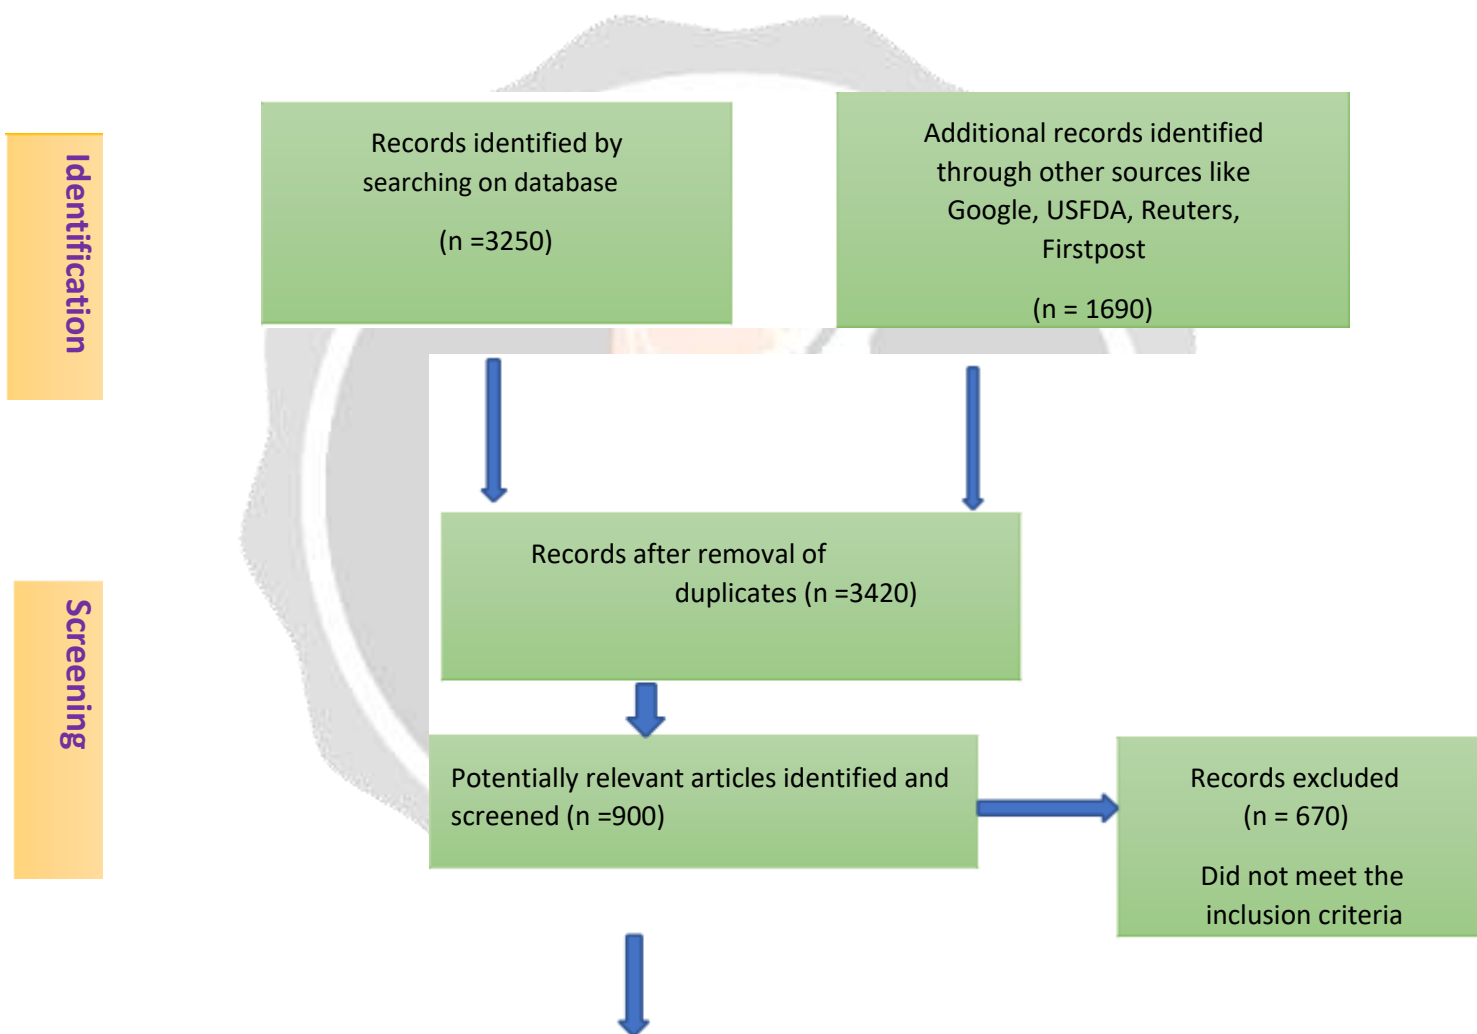 Identification
Records identified by
searching on database
(n =3250)
Additional records identified
through other sources like
Google, USFDA, Reuters,
Firstpost
(n = 1690)
Screening
Records after removal of
duplicates (n =3420)
Potentially relevant articles identified and
screened (n =900)
Records excluded
(n = 670)
Did not meet the
inclusion criteria